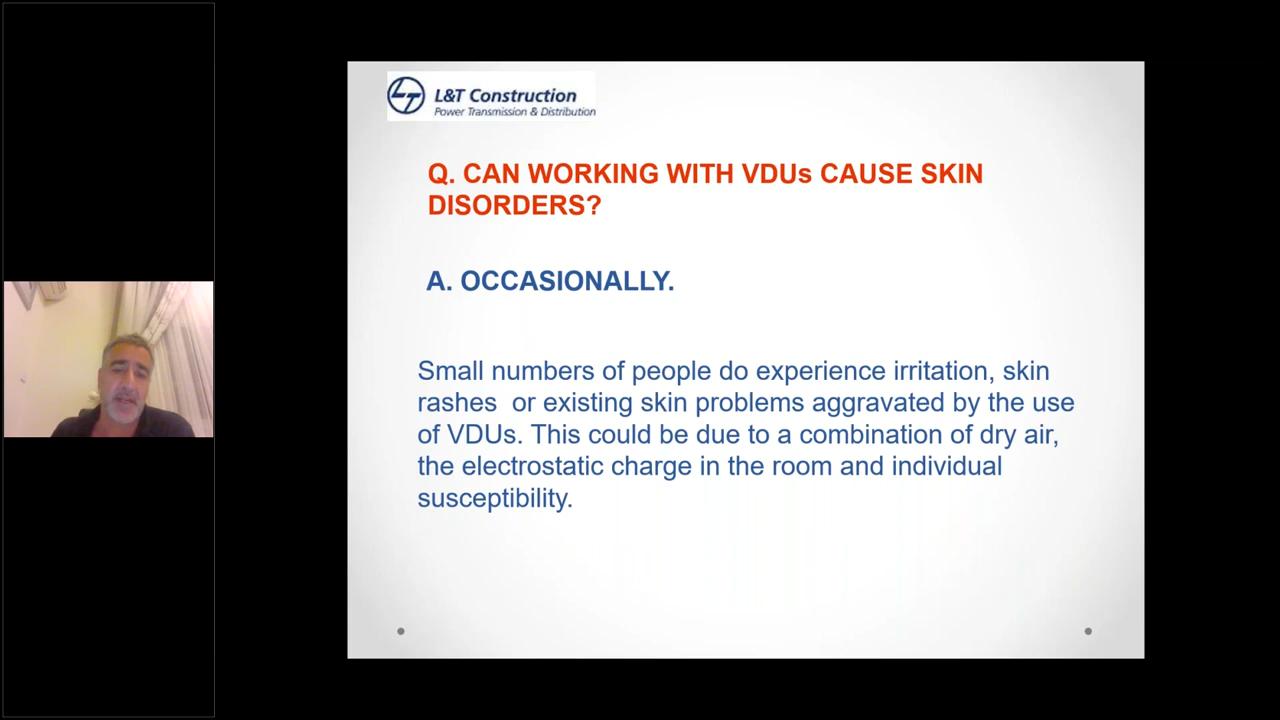 L&T Construction
Power Transmission & Distribution
Q. CAN WORKING WITH VDUs CAUSE SKIN
DISORDERS?
A. OCCASIONALLY.
Small numbers of people do experience irritation, skin
rashes  or existing skin problems aggravated by the use
of VDUs. This could be due to a combination of dry air,
the electrostatic charge in the room and individual
susceptibility.